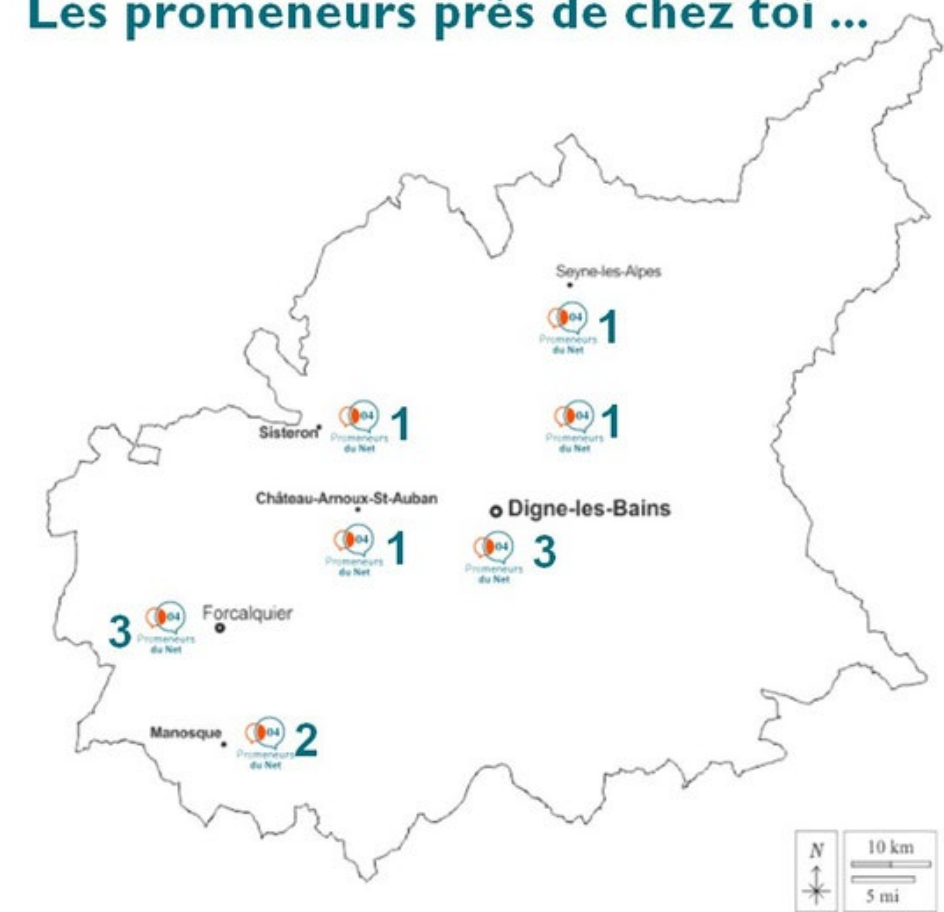 Les promeneurs près de chez toi ...
Seyne-les-Alpes
04
Promeneurs
du Net
1
Sisteron
04
Promeneurs
du Net
1
04
Promeneurs
du Net
1
Château-Arnoux-St-Auban
04
Promeneurs
du Net
1
Digne-les-Bains
04
Promeneurs
du Net
3
3
04
Promeneurs
du Net
Forcalquier
Manosque
04
Promeneurs
du Net
2
N
10 km
5 mi